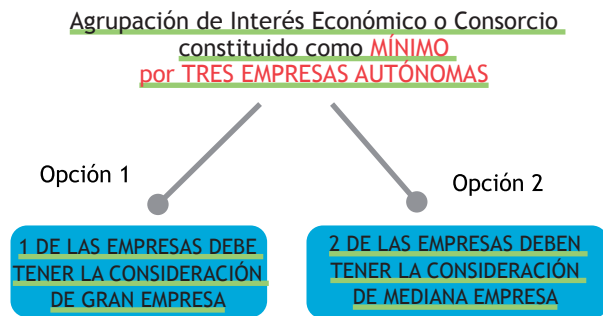 Agrupación de Interés Económico o Consorcio
constituido como MÍNIMO
por TRES EMPRESAS AUTÓNOMAS
Opción 1
Opción 2
1 DE LAS EMPRESAS DEBE
TENER LA CONSIDERACIÓN
DE GRAN EMPRESA
2 DE LAS EMPRESAS DEBEN
TENER LA CONSIDERACIÓN
DE MEDIANA EMPRESA